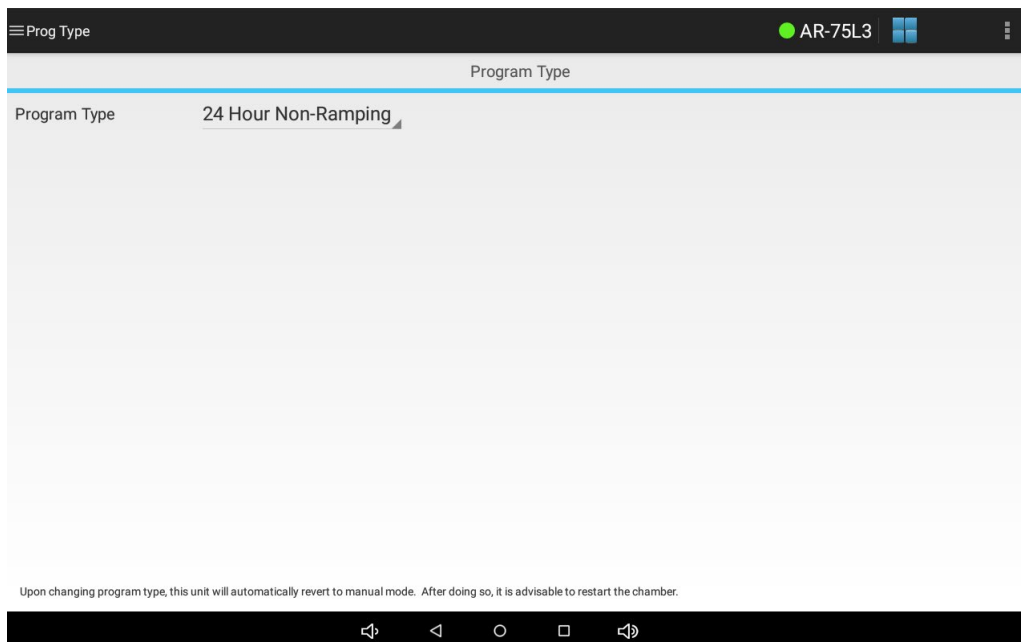 Prog Type
AR-75L3
Program Type
Program Type 24 Hour Non-Ramping
Upon changing program type, this unit will automatically revert to manual mode. After doing so, it is advisable to restart the chamber.